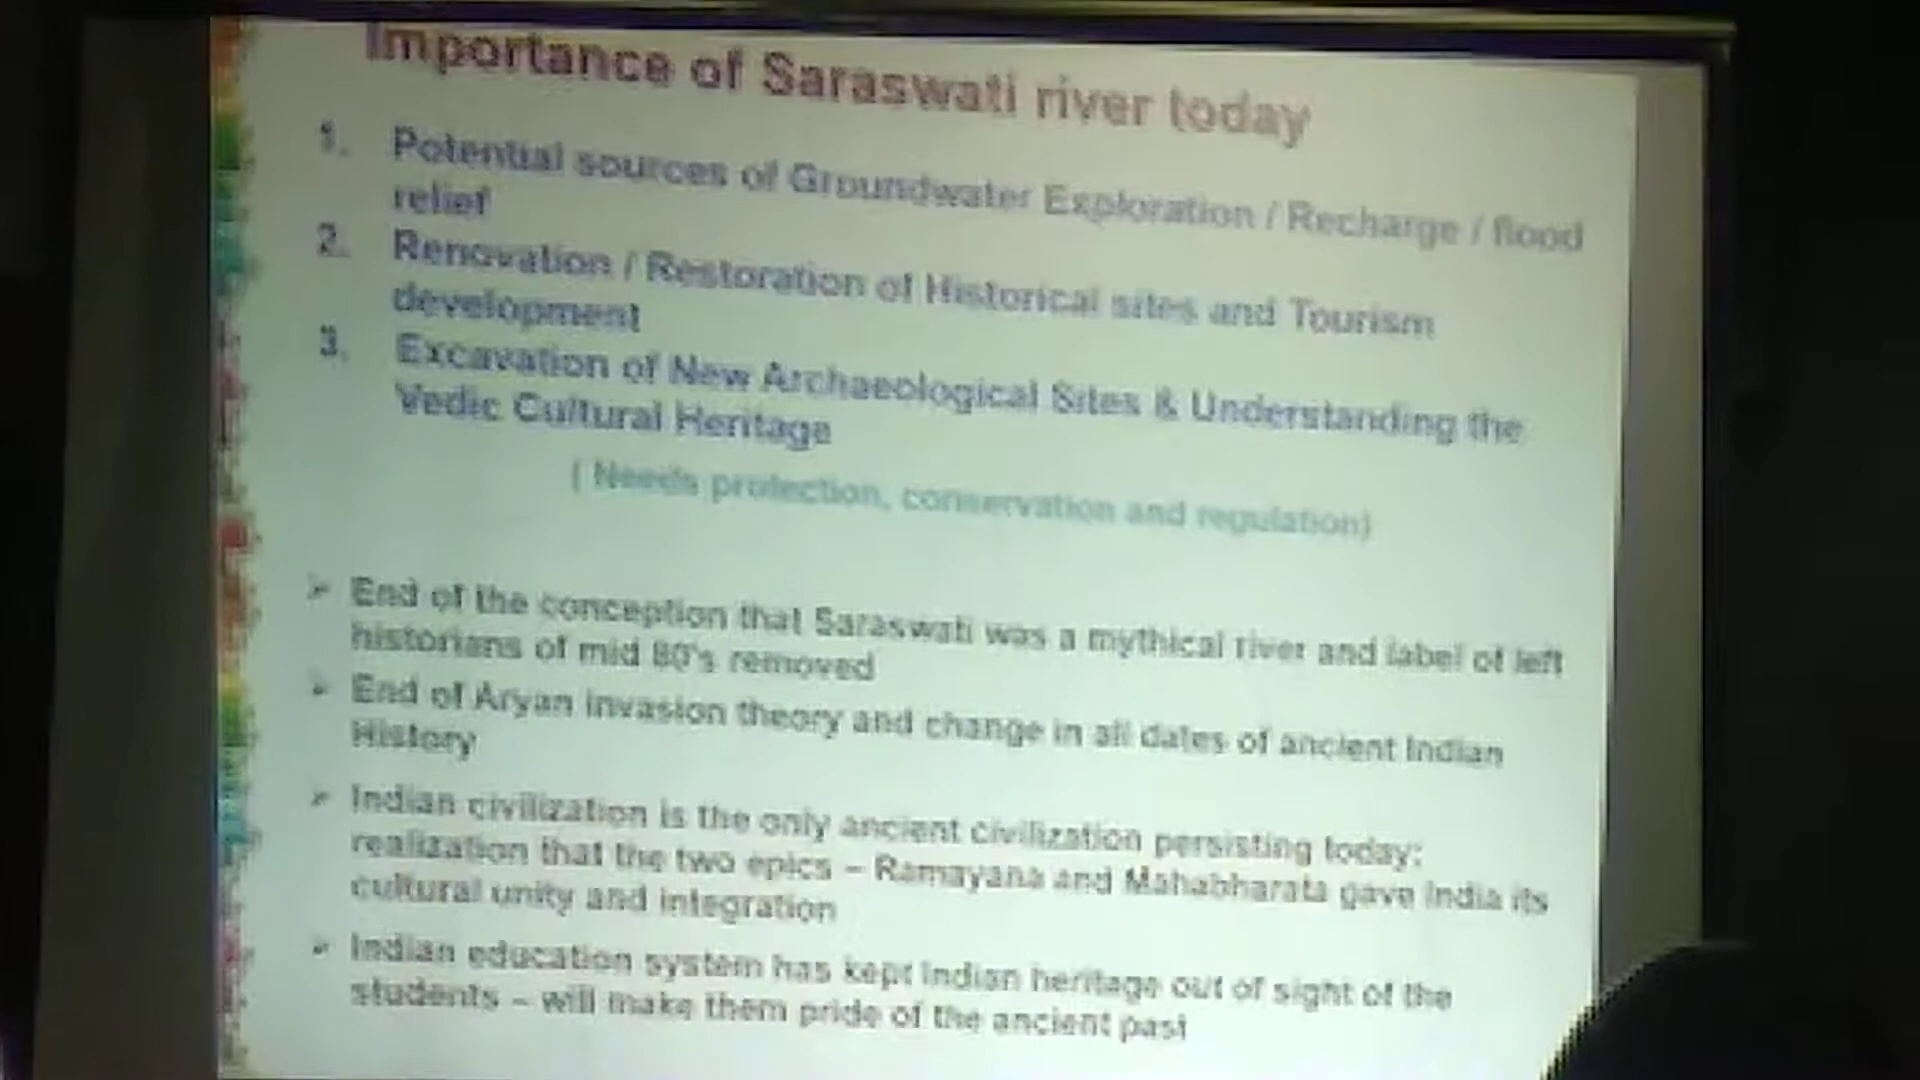 Importance of Saraswati river today
1. Potential sources of Groundwater Exploration / Recharge / flood
relief
2. Renovation / Restoration of Historical sites and Tourism
development
3. Excavation of New Archaeological Sites & Understanding the
Vedic Cultural Heritage
( Needs protection, conservation and regulation)
➢ End of the conception that Saraswati was a mythical river and label of left
historians of mid 80's removed
➢ End of Aryan invasion theory and change in all dates of ancient Indian
History
➢ Indian civilization is the only ancient civilization persisting today;
realization that the two epics – Ramayana and Mahabharata gave India its
cultural unity and integration
➢ Indian education system has kept Indian heritage out of sight of the
students – will make them pride of the ancient past